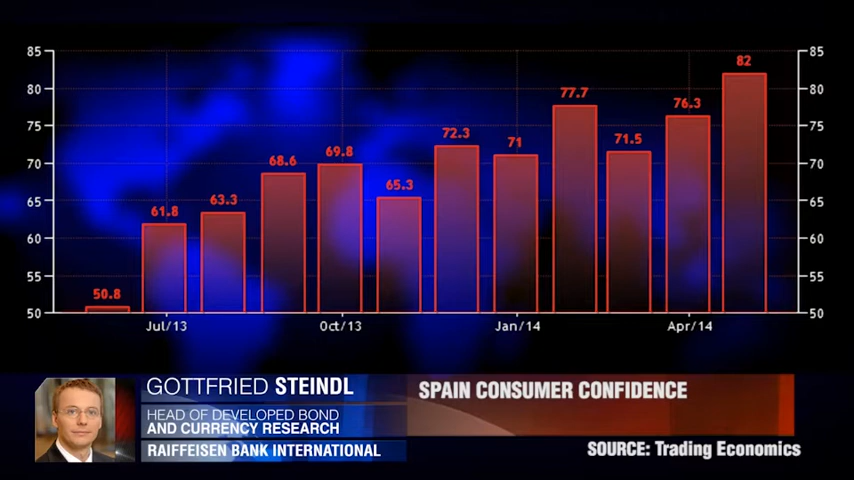 85 85
82
80 80
77.7
76.3
75 75
72.3
71.5
71
70 70
69.8
68.6
65.3
65 65
63.3
61.8
60 60
55 55
50.8
50 50
Jul/13 Oct/13 Jan/14 Apr/14
GOTTFRIED STEINDL
HEAD OF DEVELOPED BOND
AND CURRENCY RESEARCH
RAIFFEISEN BANK INTERNATIONAL
SPAIN CONSUMER CONFIDENCE
SOURCE: Trading Economics